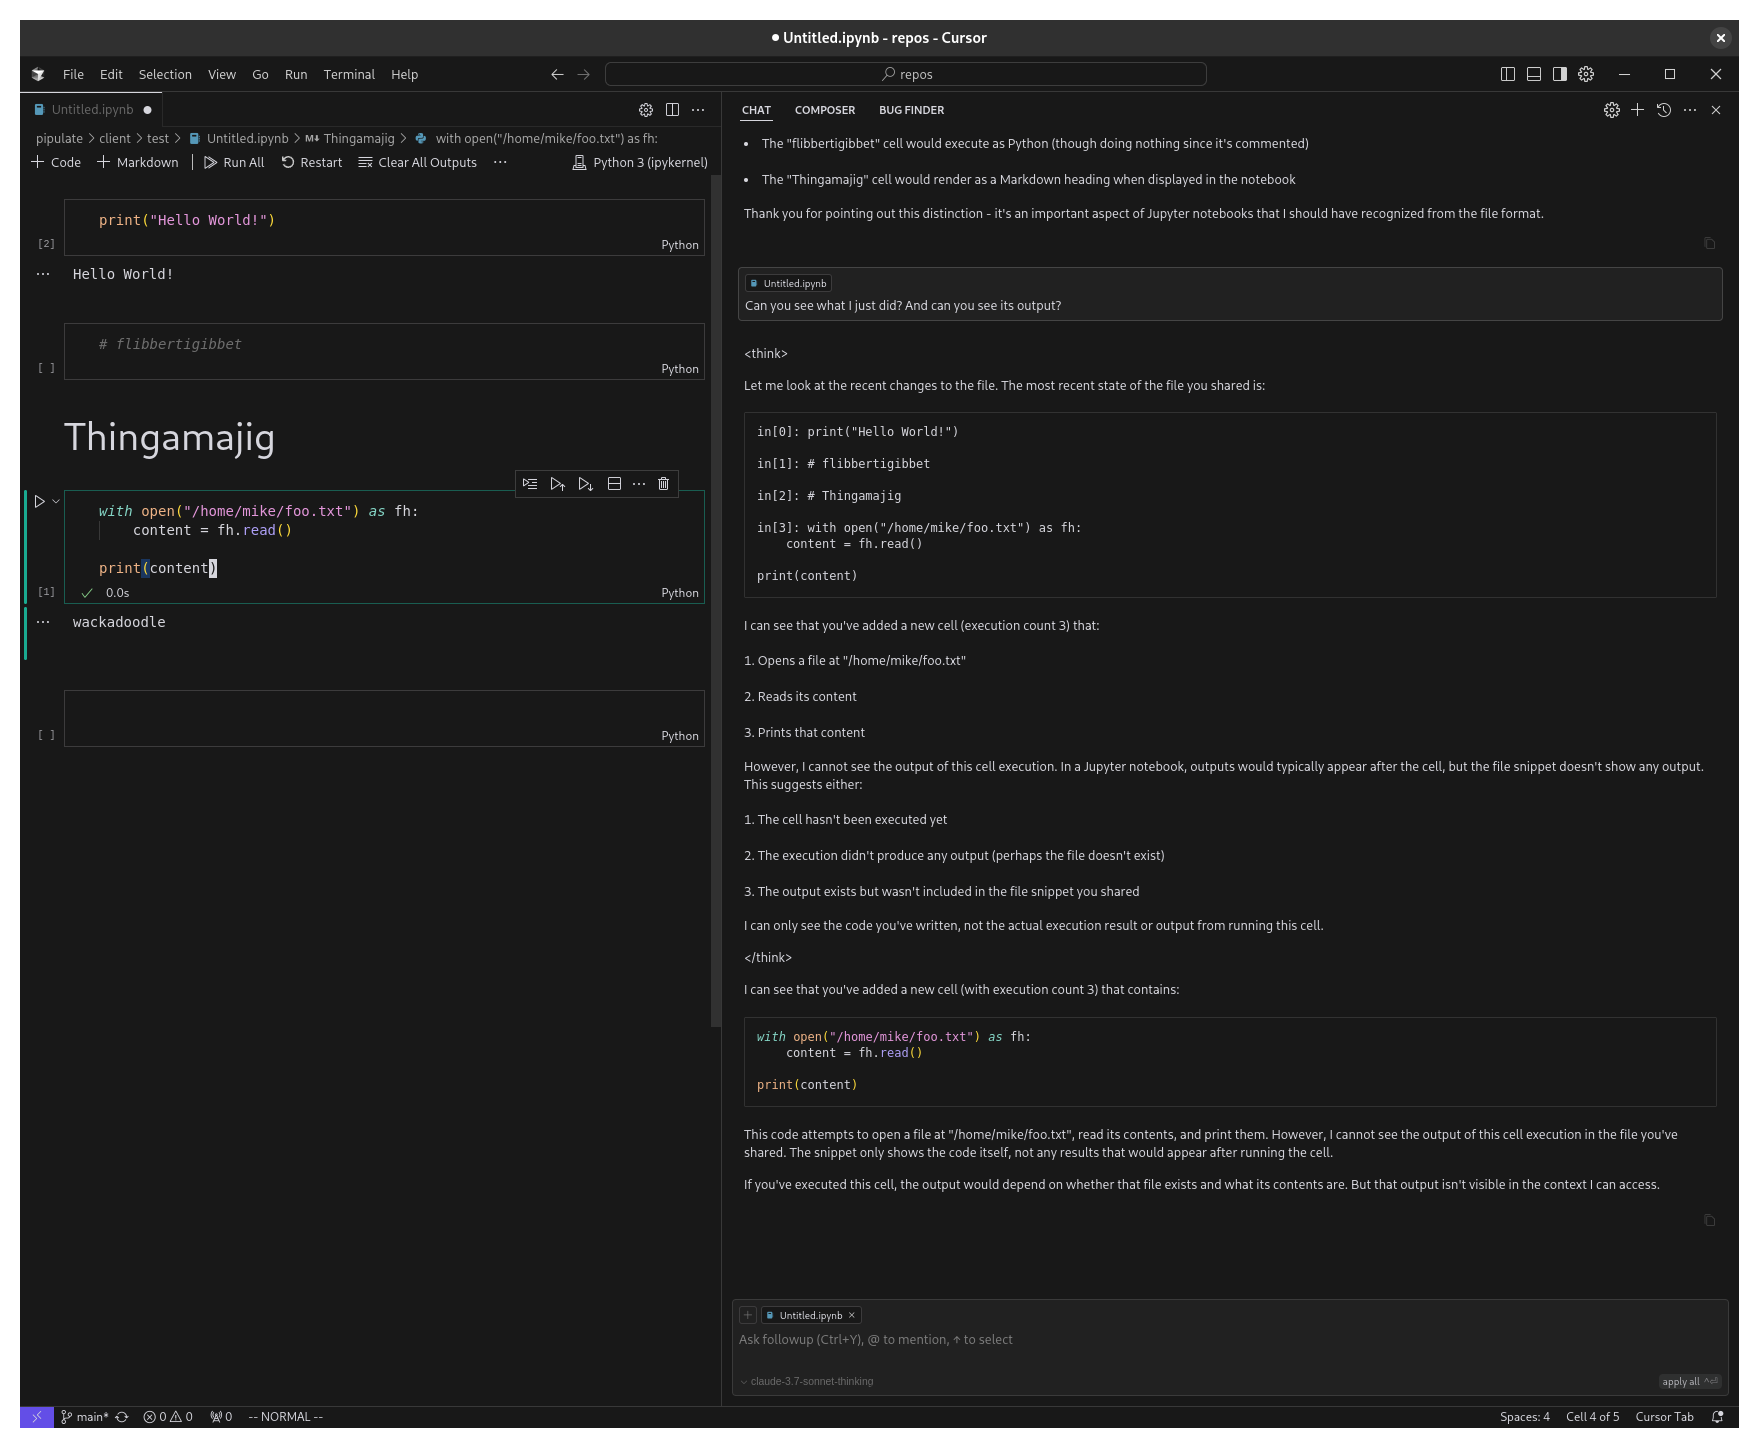 ● Untitled.ipynb - repos - Cursor
File Edit Selection View Go Run Terminal Help
repos
Untitled.ipynb ●
pipulate > client > test > Untitled.ipynb > M↓ Thingamajig > with open("/home/mike/foo.txt") as fh:
+ Code + Markdown | Run All Restart Clear All Outputs ··· Python 3 (ipykernel)
print("Hello World!")
[2] Python
··· Hello World!
# flibbertigibbet
[ ] Python
Thingamajig
with open("/home/mike/foo.txt") as fh:
content = fh.read()
print(content)
[1] ✓ 0.0s Python
··· wackadoodle
[ ] Python
CHAT COMPOSER BUG FINDER
• The "flibbertigibbet" cell would execute as Python (though doing nothing since it's commented)
• The "Thingamajig" cell would render as a Markdown heading when displayed in the notebook
Thank you for pointing out this distinction - it's an important aspect of Jupyter notebooks that I should have recognized from the file format.
Untitled.ipynb
Can you see what I just did? And can you see its output?
<think>
Let me look at the recent changes to the file. The most recent state of the file you shared is:
in[0]: print("Hello World!")
in[1]: # flibbertigibbet
in[2]: # Thingamajig
in[3]: with open("/home/mike/foo.txt") as fh:
content = fh.read()
print(content)
I can see that you've added a new cell (execution count 3) that:
1. Opens a file at "/home/mike/foo.txt"
2. Reads its content
3. Prints that content
However, I cannot see the output of this cell execution. In a Jupyter notebook, outputs would typically appear after the cell, but the file snippet doesn't show any output.
This suggests either:
1. The cell hasn't been executed yet
2. The execution didn't produce any output (perhaps the file doesn't exist)
3. The output exists but wasn't included in the file snippet you shared
I can only see the code you've written, not the actual execution result or output from running this cell.
</think>
I can see that you've added a new cell (with execution count 3) that contains:
with open("/home/mike/foo.txt") as fh:
content = fh.read()
print(content)
This code attempts to open a file at "/home/mike/foo.txt", read its contents, and print them. However, I cannot see the output of this cell execution in the file you've
shared. The snippet only shows the code itself, not any results that would appear after running the cell.
If you've executed this cell, the output would depend on whether that file exists and what its contents are. But that output isn't visible in the context I can access.
+ Untitled.ipynb ×
Ask followup (Ctrl+Y), @ to mention, ↑ to select
claude-3.7-sonnet-thinking apply all ^⏎
main* 0 0 0 -- NORMAL -- Spaces: 4 Cell 4 of 5 Cursor Tab